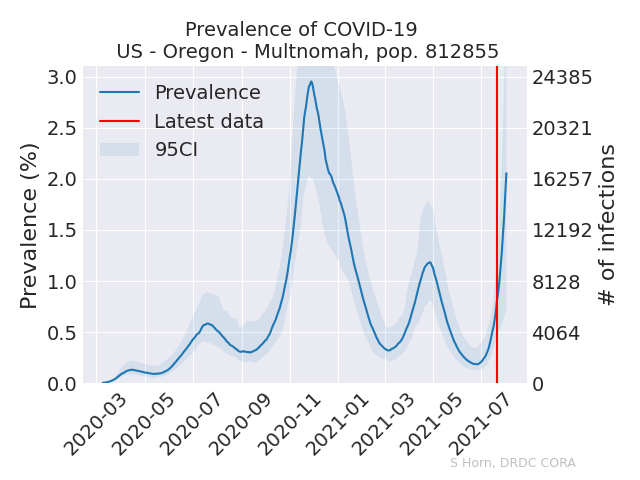 Prevalence of COVID-19
US - Oregon - Multnomah, pop. 812855
Prevalence
Latest data
95CI
Prevalence (%)
3.0
2.5
2.0
1.5
1.0
0.5
0.0
24385
20321
16257
12192
8128
4064
0
# of infections
2020-03
2020-05
2020-07
2020-09
2020-11
2021-01
2021-03
2021-05
2021-07
S Horn, DRDC CORA